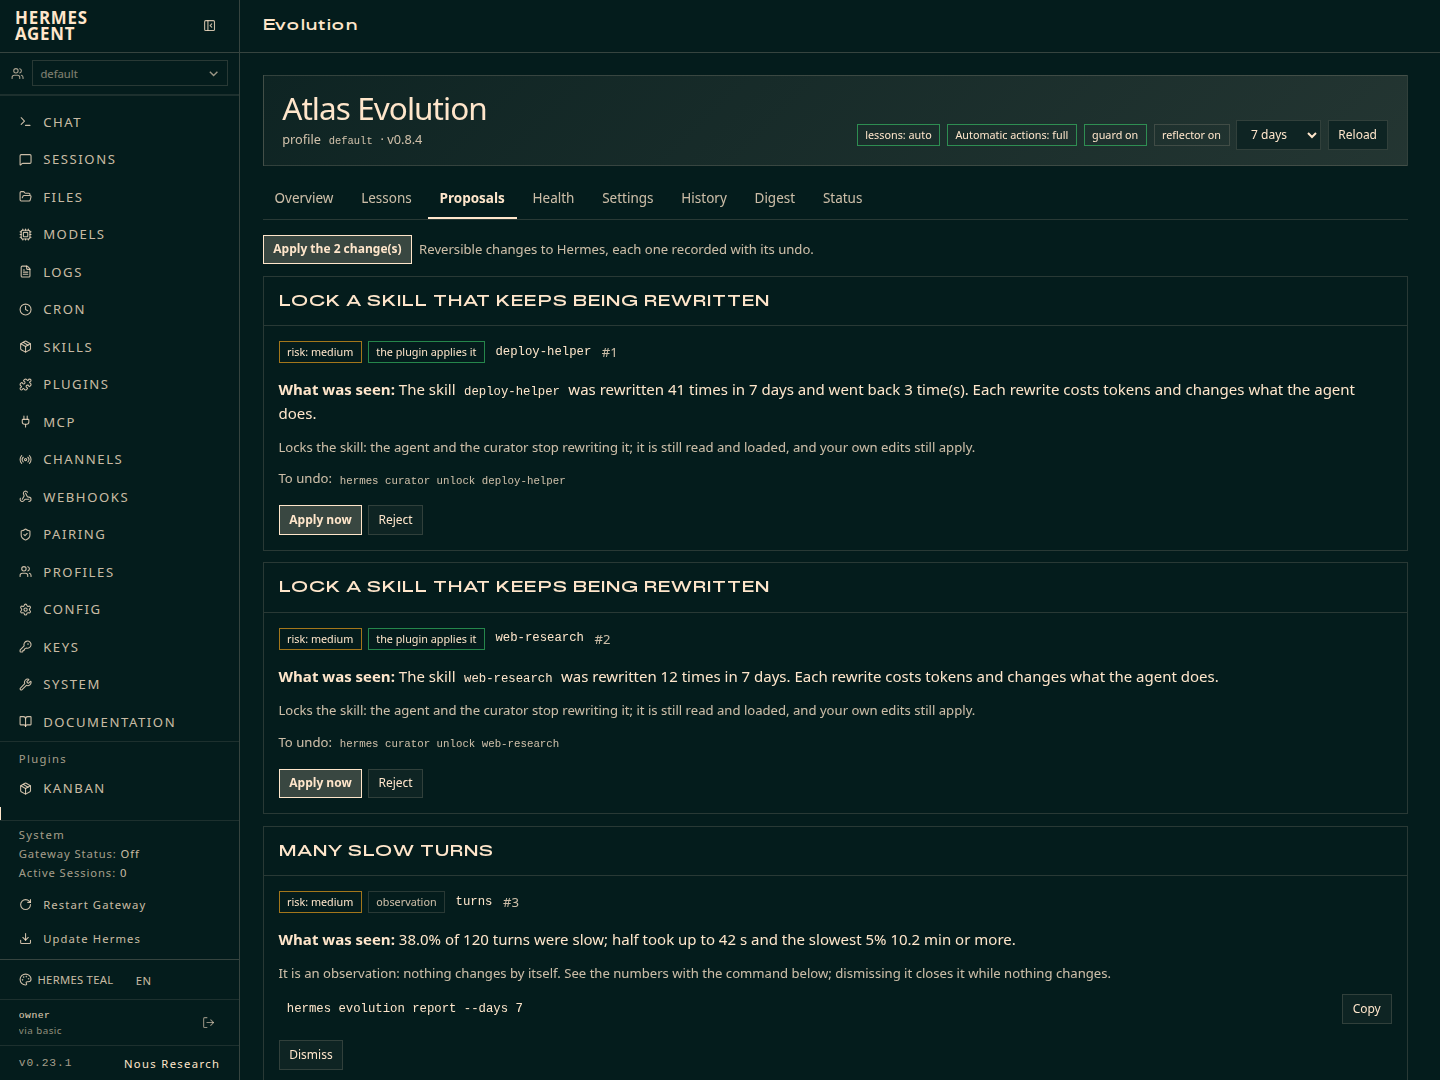 HERMES
AGENT
default
CHAT
SESSIONS
FILES
MODELS
LOGS
CRON
SKILLS
PLUGINS
MCP
CHANNELS
WEBHOOKS
PAIRING
PROFILES
CONFIG
KEYS
SYSTEM
DOCUMENTATION
Plugins
KANBAN
System
Gateway Status: Off
Active Sessions: 0
Restart Gateway
Update Hermes
HERMES TEAL EN
owner
via basic
v0.23.1 Nous Research
Evolution
Atlas Evolution
profile default · v0.8.4
lessons: auto Automatic actions: full guard on reflector on 7 days Reload
Overview Lessons Proposals Health Settings History Digest Status
Apply the 2 change(s) Reversible changes to Hermes, each one recorded with its undo.
LOCK A SKILL THAT KEEPS BEING REWRITTEN
risk: medium the plugin applies it deploy-helper #1
What was seen: The skill deploy-helper was rewritten 41 times in 7 days and went back 3 time(s). Each rewrite costs tokens and changes what the agent
does.
Locks the skill: the agent and the curator stop rewriting it; it is still read and loaded, and your own edits still apply.
To undo: hermes curator unlock deploy-helper
Apply now Reject
LOCK A SKILL THAT KEEPS BEING REWRITTEN
risk: medium the plugin applies it web-research #2
What was seen: The skill web-research was rewritten 12 times in 7 days. Each rewrite costs tokens and changes what the agent does.
Locks the skill: the agent and the curator stop rewriting it; it is still read and loaded, and your own edits still apply.
To undo: hermes curator unlock web-research
Apply now Reject
MANY SLOW TURNS
risk: medium observation turns #3
What was seen: 38.0% of 120 turns were slow; half took up to 42 s and the slowest 5% 10.2 min or more.
It is an observation: nothing changes by itself. See the numbers with the command below; dismissing it closes it while nothing changes.
hermes evolution report --days 7 Copy
Dismiss